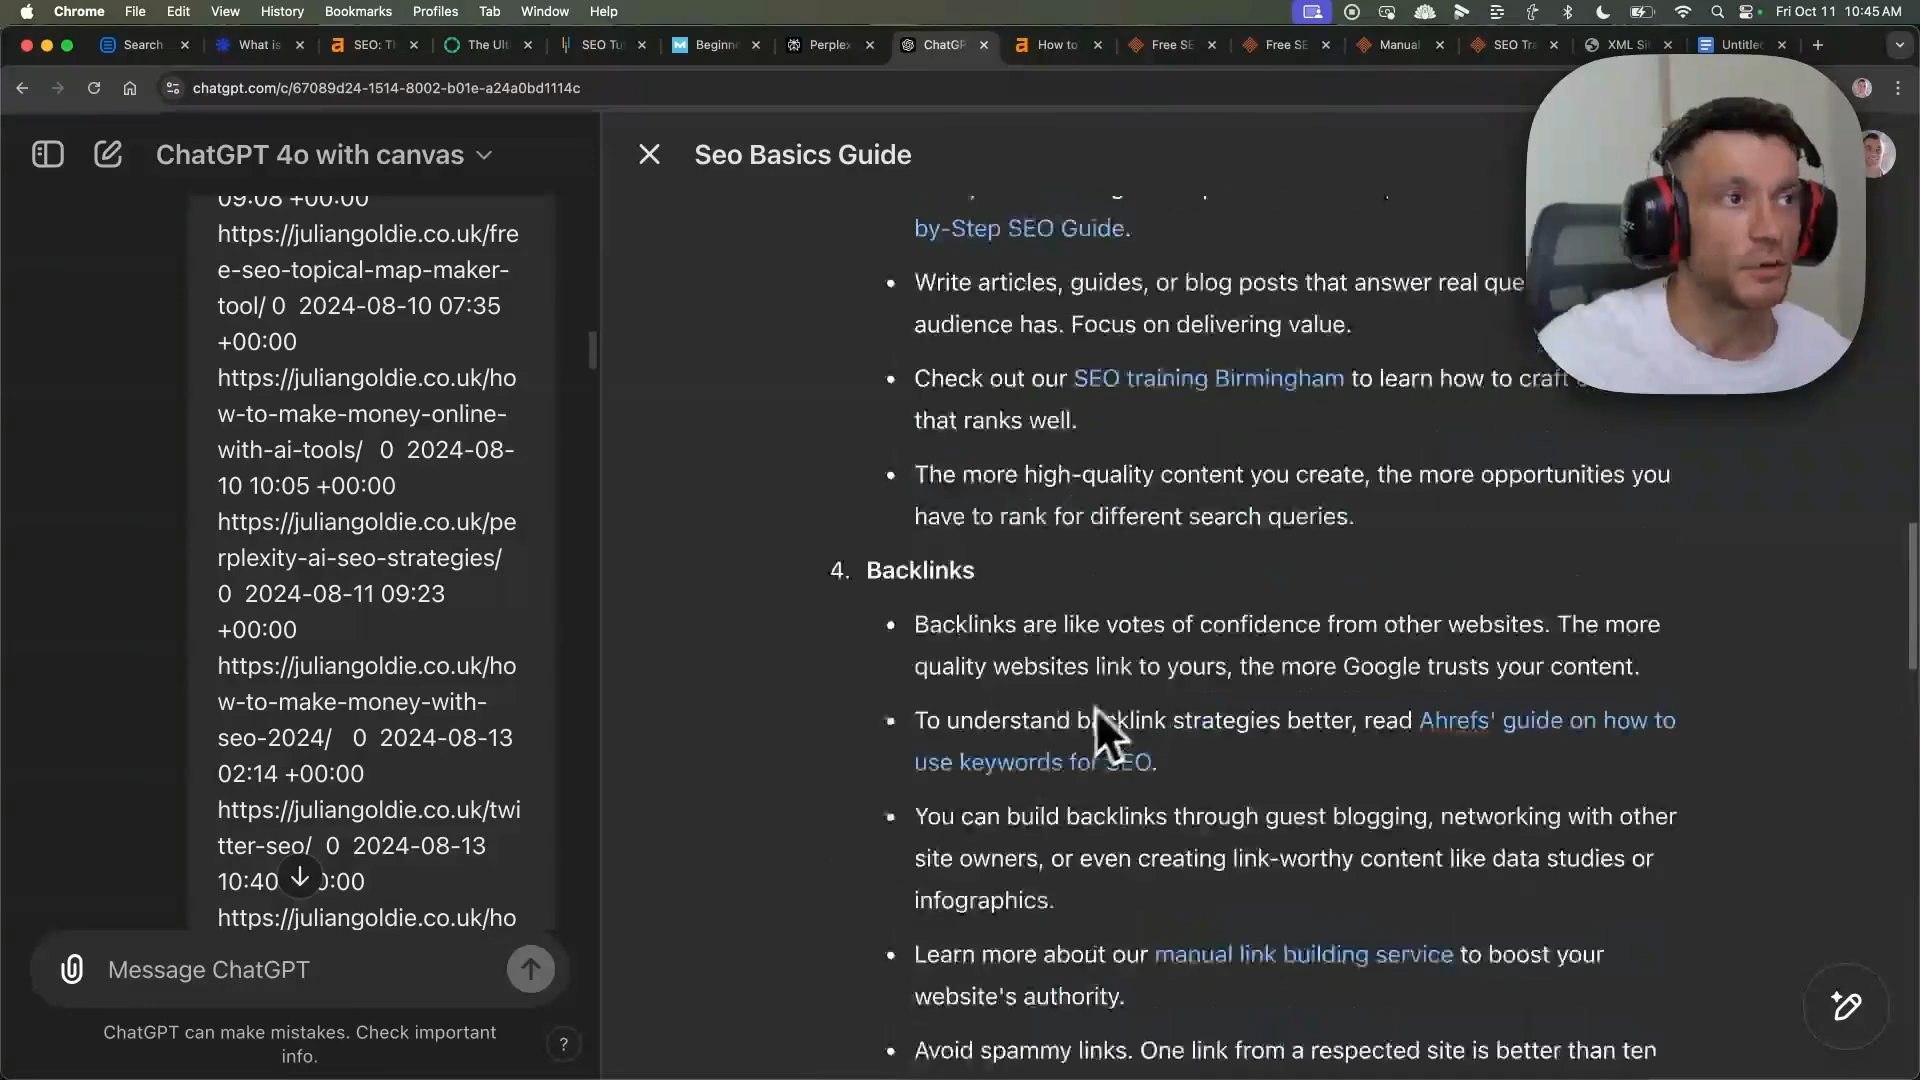 Chrome File Edit View History Bookmarks Profiles Tab Window Help Fri Oct 11 10:45 AM
Search What is SEO: Tl The Ulti SEO Tu Beginn Perplex ChatGP How to Free SE Free SE Manual SEO Tra XML Si Untitle
chatgpt.com/c/67089d24-1514-8002-b01e-a24a0bd1114c
ChatGPT 4o with canvas
09:08 +00:00
https://juliangoldie.co.uk/fre
e-seo-topical-map-maker-
tool/ 0 2024-08-10 07:35
+00:00
https://juliangoldie.co.uk/ho
w-to-make-money-online-
with-ai-tools/ 0 2024-08-
10 10:05 +00:00
https://juliangoldie.co.uk/pe
rplexity-ai-seo-strategies/
0 2024-08-11 09:23
+00:00
https://juliangoldie.co.uk/ho
w-to-make-money-with-
seo-2024/ 0 2024-08-13
02:14 +00:00
https://juliangoldie.co.uk/twi
tter-seo/ 0 2024-08-13
10:40 :00
https://juliangoldie.co.uk/ho
Message ChatGPT
ChatGPT can make mistakes. Check important
info.
?
Seo Basics Guide
by-Step SEO Guide.
• Write articles, guides, or blog posts that answer real que
audience has. Focus on delivering value.
• Check out our SEO training Birmingham to learn how to craft
that ranks well.
• The more high-quality content you create, the more opportunities you
have to rank for different search queries.
4. Backlinks
• Backlinks are like votes of confidence from other websites. The more
quality websites link to yours, the more Google trusts your content.
• To understand backlink strategies better, read Ahrefs' guide on how to
use keywords for SEO.
• You can build backlinks through guest blogging, networking with other
site owners, or even creating link-worthy content like data studies or
infographics.
• Learn more about our manual link building service to boost your
website's authority.
• Avoid spammy links. One link from a respected site is better than ten